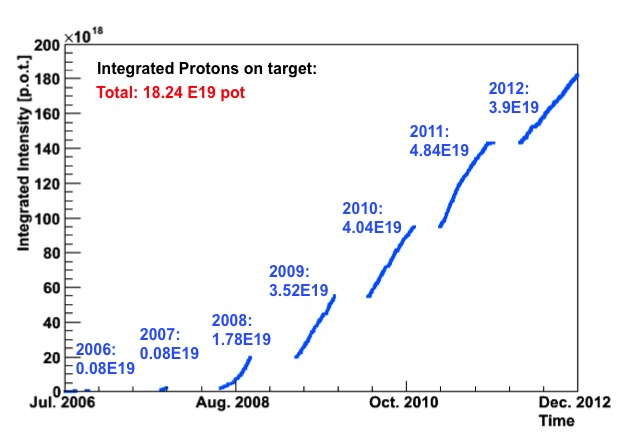 ×10¹⁸
200
180
160
140
120
100
80
60
40
20
0
Integrated Intensity [p.o.t.]
Integrated Protons on target:
Total: 18.24 E19 pot
2012:
3.9E19
2011:
4.84E19
2010:
4.04E19
2009:
3.52E19
2008:
1.78E19
2007:
0.08E19
2006:
0.08E19
Jul. 2006
Aug. 2008
Oct. 2010
Dec. 2012
Time